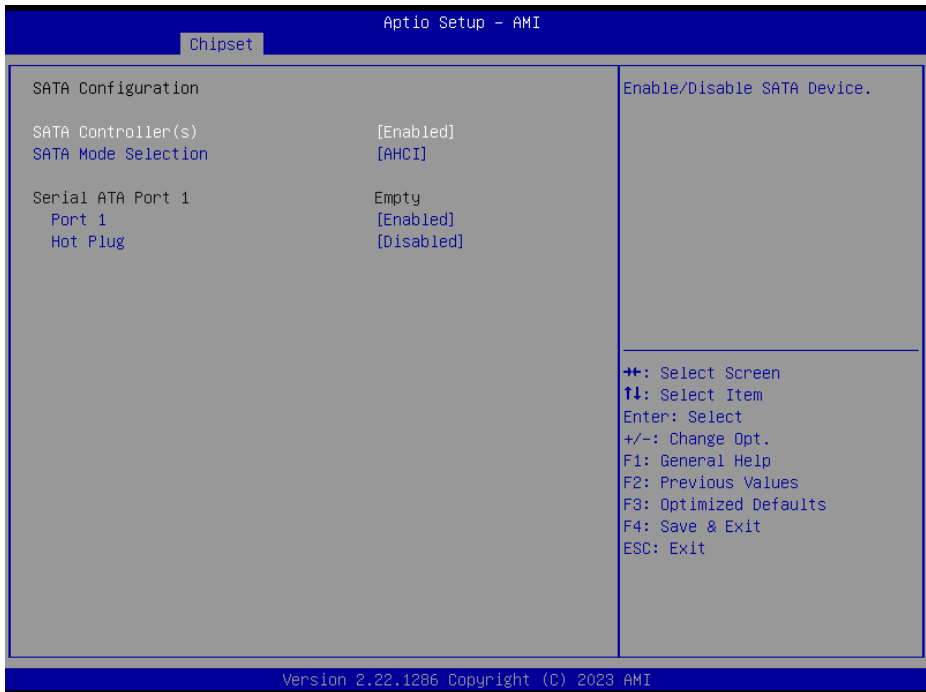 Aptio Setup – AMI
Chipset
SATA Configuration
SATA Controller(s) [Enabled]
SATA Mode Selection [AHCI]
Serial ATA Port 1 Empty
Port 1 [Enabled]
Hot Plug [Disabled]
Enable/Disable SATA Device.
→←: Select Screen
↑↓: Select Item
Enter: Select
+/-: Change Opt.
F1: General Help
F2: Previous Values
F3: Optimized Defaults
F4: Save & Exit
ESC: Exit
Version 2.22.1286 Copyright (C) 2023 AMI